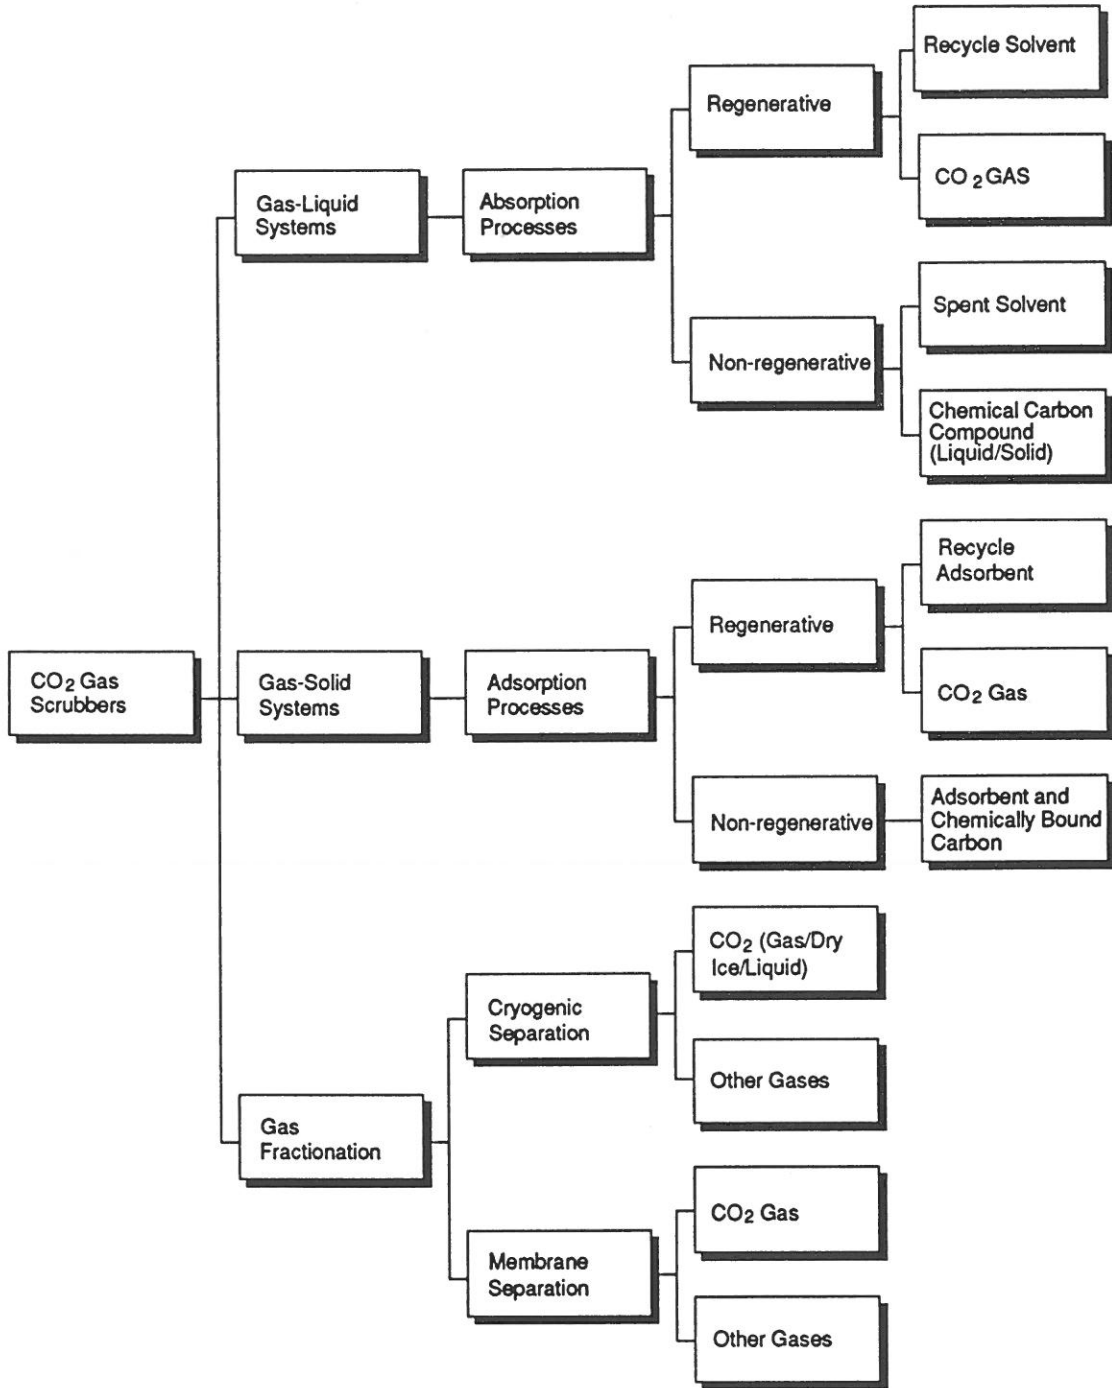 Recycle Solvent
Regenerative
CO2 GAS
Gas-Liquid
Systems
Absorption
Processes
Spent Solvent
Non-regenerative
Chemical Carbon
Compound
(Liquid/Solid)
Recycle
Adsorbent
Regenerative
CO2 Gas
Scrubbers
Gas-Solid
Systems
Adsorption
Processes
CO2 Gas
Non-regenerative
Adsorbent and
Chemically Bound
Carbon
CO2 (Gas/Dry
Ice/Liquid)
Cryogenic
Separation
Other Gases
Gas
Fractionation
CO2 Gas
Membrane
Separation
Other Gases